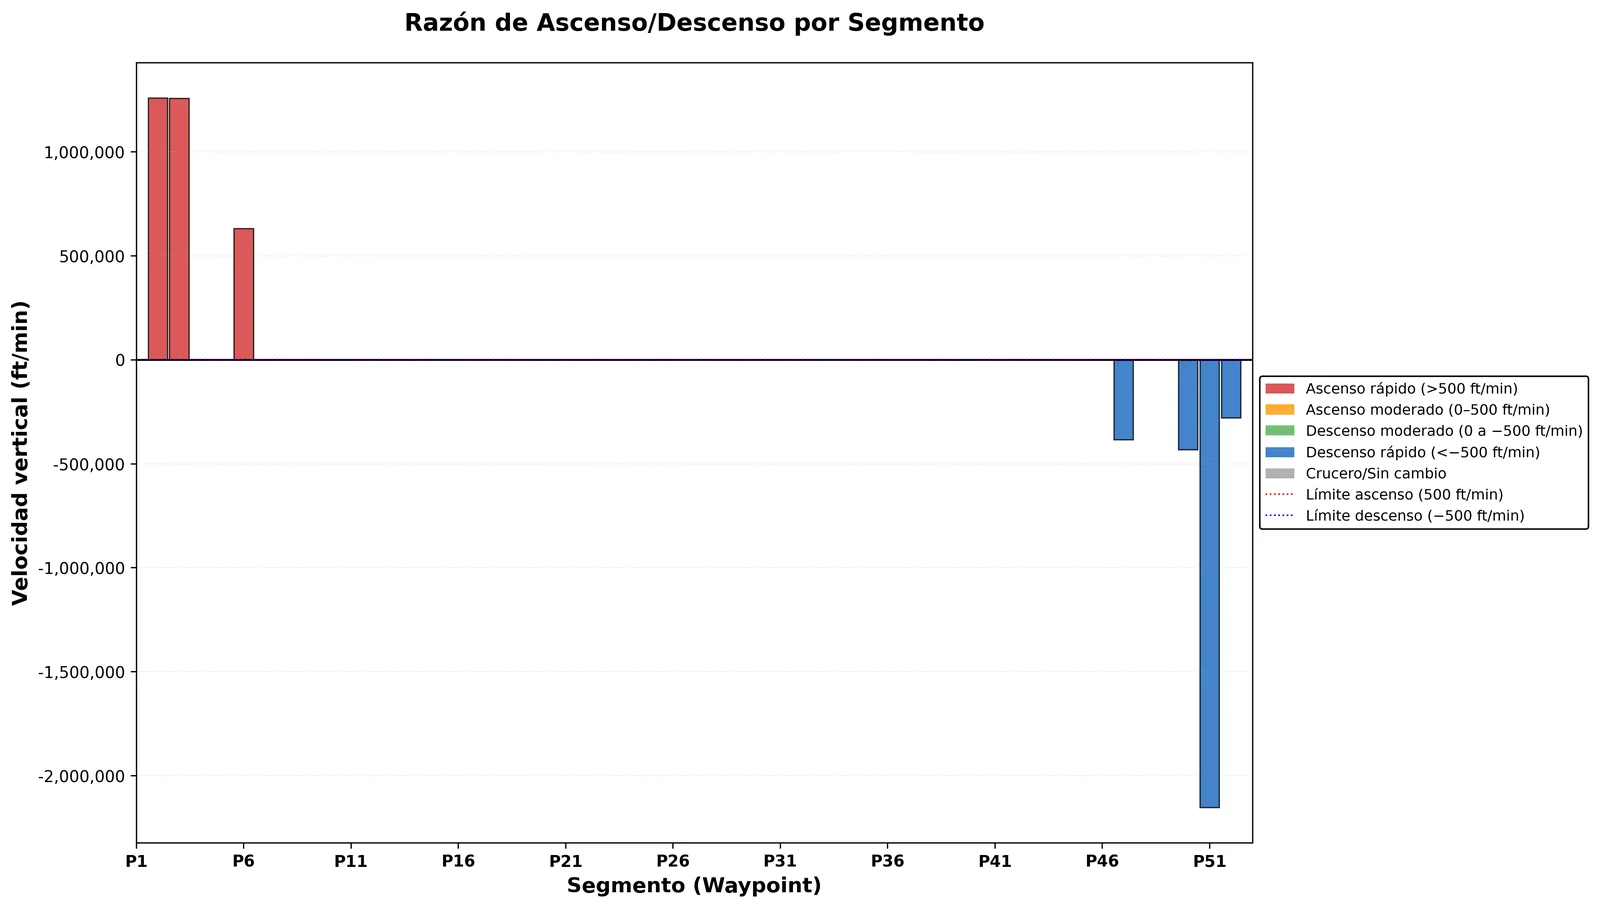 Razón de Ascenso/Descenso por Segmento
Velocidad vertical (ft/min)
1,000,000
500,000
0
-500,000
-1,000,000
-1,500,000
-2,000,000
P1 P6 P11 P16 P21 P26 P31 P36 P41 P46 P51
Segmento (Waypoint)
Ascenso rápido (>500 ft/min)
Ascenso moderado (0–500 ft/min)
Descenso moderado (0 a −500 ft/min)
Descenso rápido (<−500 ft/min)
Crucero/Sin cambio
Límite ascenso (500 ft/min)
Límite descenso (−500 ft/min)